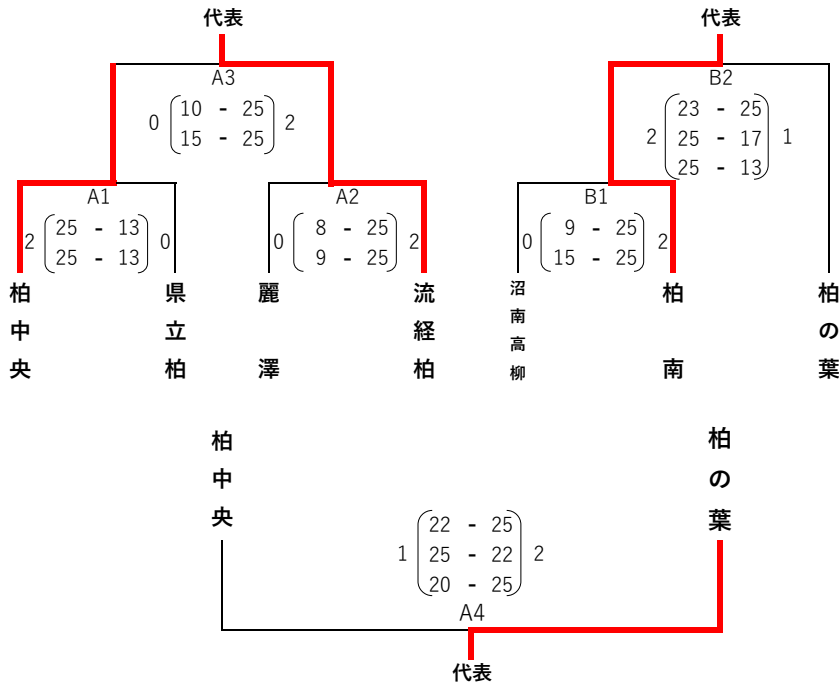 代表 代表
A3 B2
0 10 - 25 2
15 - 25
2 23 - 25 1
25 - 17
25 - 13
A1 A2 B1
2 25 - 13 0
25 - 13
0 8 - 25 2
9 - 25
0 9 - 25 2
15 - 25
柏中央
県立柏
麗澤
流経柏
沼南高柳
柏南
柏の葉
柏中央
柏の葉
1 22 - 25 2
25 - 22
20 - 25
A4
代表